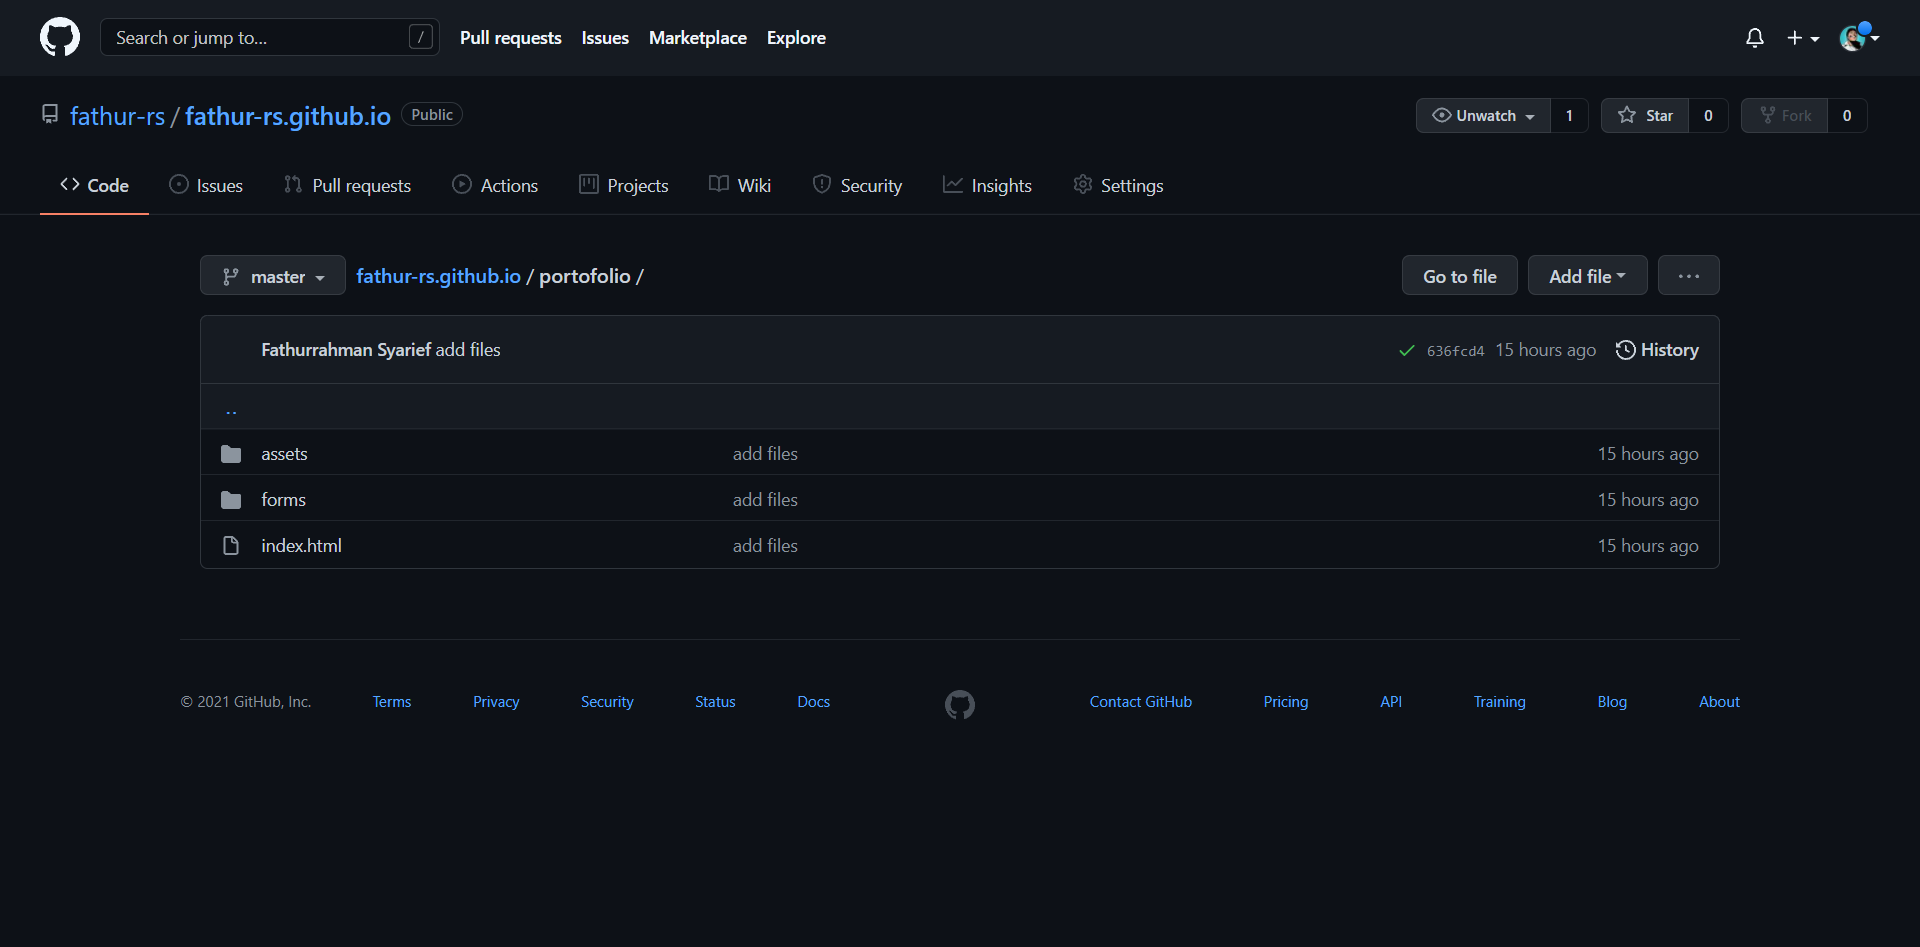 Search or jump to... / Pull requests Issues Marketplace Explore
fathur-rs / fathur-rs.github.io Public Unwatch 1 Star 0 Fork 0
Code Issues Pull requests Actions Projects Wiki Security Insights Settings
master fathur-rs.github.io / portofolio / Go to file Add file ...
Fathurrahman Syarief add files 636fcd4 15 hours ago History
..
assets add files 15 hours ago
forms add files 15 hours ago
index.html add files 15 hours ago
© 2021 GitHub, Inc. Terms Privacy Security Status Docs Contact GitHub Pricing API Training Blog About